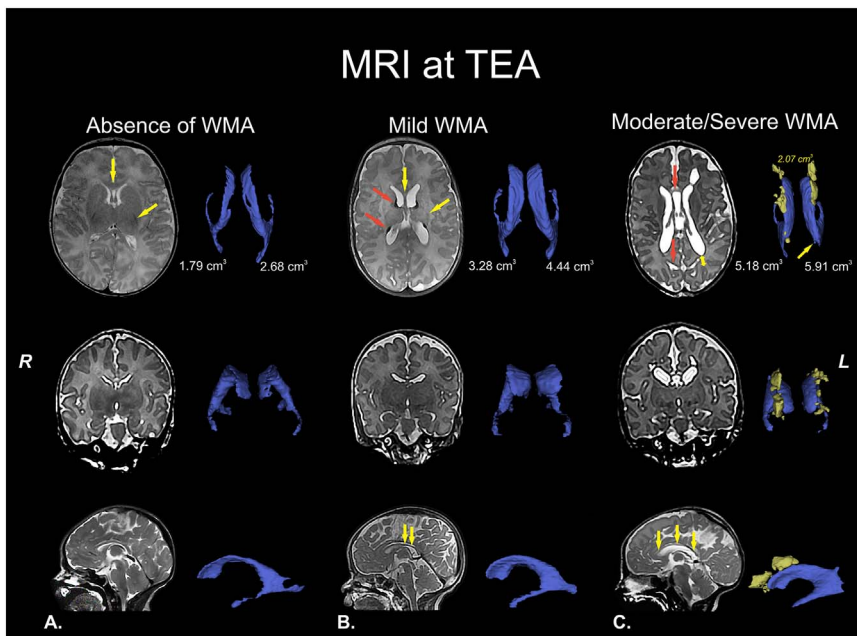 MRI at TEA
Absence of WMA
Mild WMA
Moderate/Severe WMA
2.07 cm³
1.79 cm³
2.68 cm³
3.28 cm³
4.44 cm³
5.18 cm³
5.91 cm³
R
L
A.
B.
C.